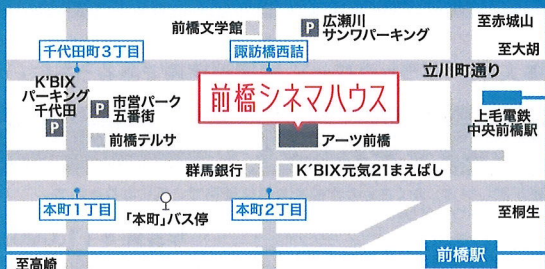 前橋文学館
P
広瀬川
サンワパーキング
至赤城山
至大胡
千代田町3丁目
諏訪橋西詰
立川町通り
K'BIX
パーキング
千代田
P
P
市営パーク
五番街
前橋シネマハウス
上毛電鉄
中央前橋駅
前橋テルサ
アーツ前橋
群馬銀行
K´BIX元気21まえばし
本町1丁目
「本町」バス停
本町2丁目
至桐生
前橋駅
至高崎